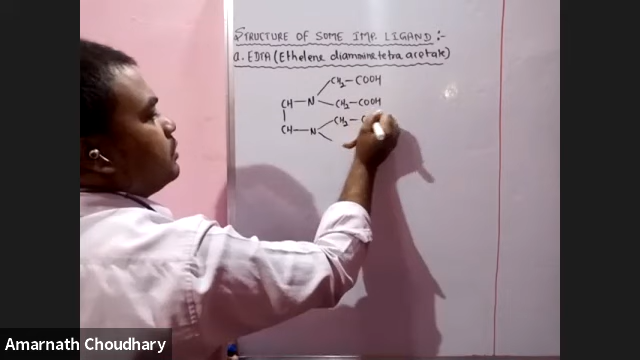 STRUCTURE OF SOME IMP. LIGAND :-
a. EDTA (Ethelene diammine tetra acetate)
CH2 - COOH
CH - N CH2 - COOH
CH - N CH2 - C
Amarnath Choudhary